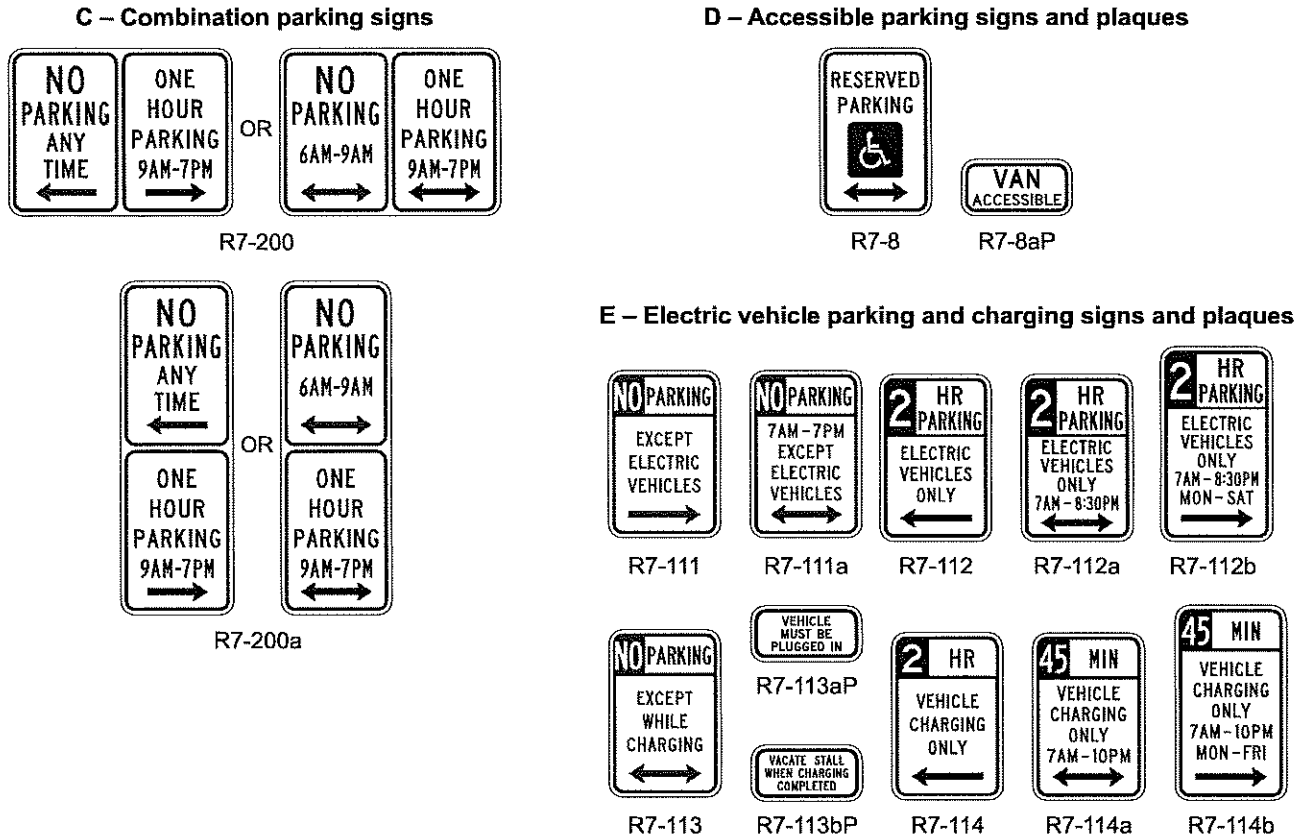 C – Combination parking signs
NO
PARKING
ANY
TIME
ONE
HOUR
PARKING
9AM-7PM
OR
NO
PARKING
6AM-9AM
ONE
HOUR
PARKING
9AM-7PM
R7-200
NO
PARKING
ANY
TIME
ONE
HOUR
PARKING
9AM-7PM
OR
NO
PARKING
6AM-9AM
ONE
HOUR
PARKING
9AM-7PM
R7-200a
D – Accessible parking signs and plaques
RESERVED
PARKING
R7-8
VAN
ACCESSIBLE
R7-8aP
E – Electric vehicle parking and charging signs and plaques
NO PARKING
EXCEPT
ELECTRIC
VEHICLES
R7-111
NO PARKING
7AM-7PM
EXCEPT
ELECTRIC
VEHICLES
R7-111a
2 HR
PARKING
ELECTRIC
VEHICLES
ONLY
R7-112
2 HR
PARKING
ELECTRIC
VEHICLES
ONLY
7AM-8:30PM
R7-112a
2 HR
PARKING
ELECTRIC
VEHICLES
ONLY
7AM-8:30PM
MON-SAT
R7-112b
NO PARKING
EXCEPT
WHILE
CHARGING
R7-113
VEHICLE
MUST BE
PLUGGED IN
R7-113aP
VACATE STALL
WHEN CHARGING
COMPLETED
R7-113bP
2 HR
VEHICLE
CHARGING
ONLY
R7-114
45 MIN
VEHICLE
CHARGING
ONLY
7AM-10PM
R7-114a
45 MIN
VEHICLE
CHARGING
ONLY
7AM-10PM
MON-FRI
R7-114b